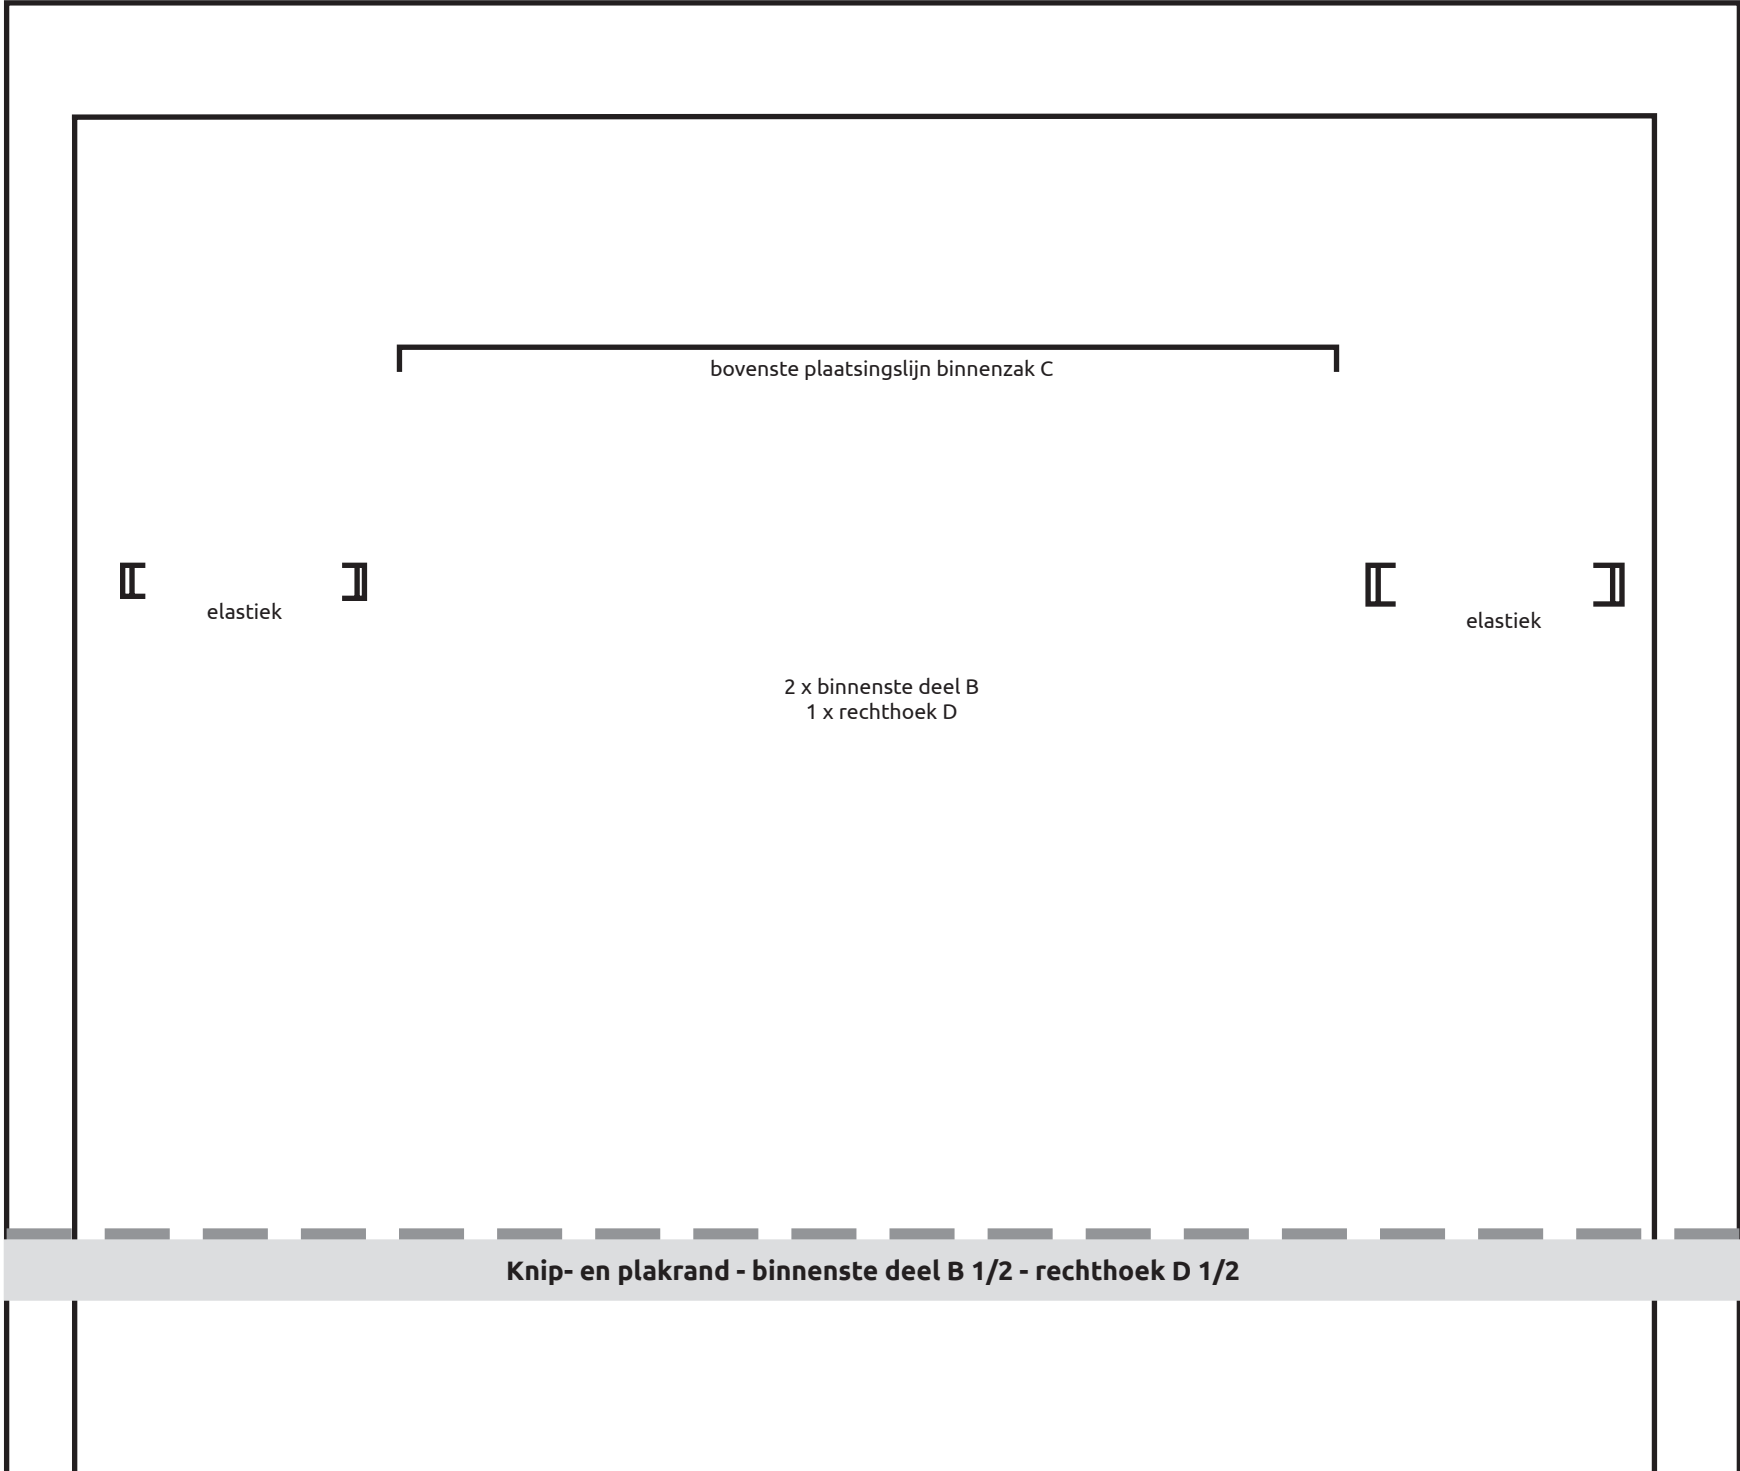 bovenste plaatsingslijn binnenzak C
elastiek
elastiek
2 x binnenste deel B
1 x rechthoek D
Knip- en plakrand - binnenste deel B 1/2 - rechthoek D 1/2